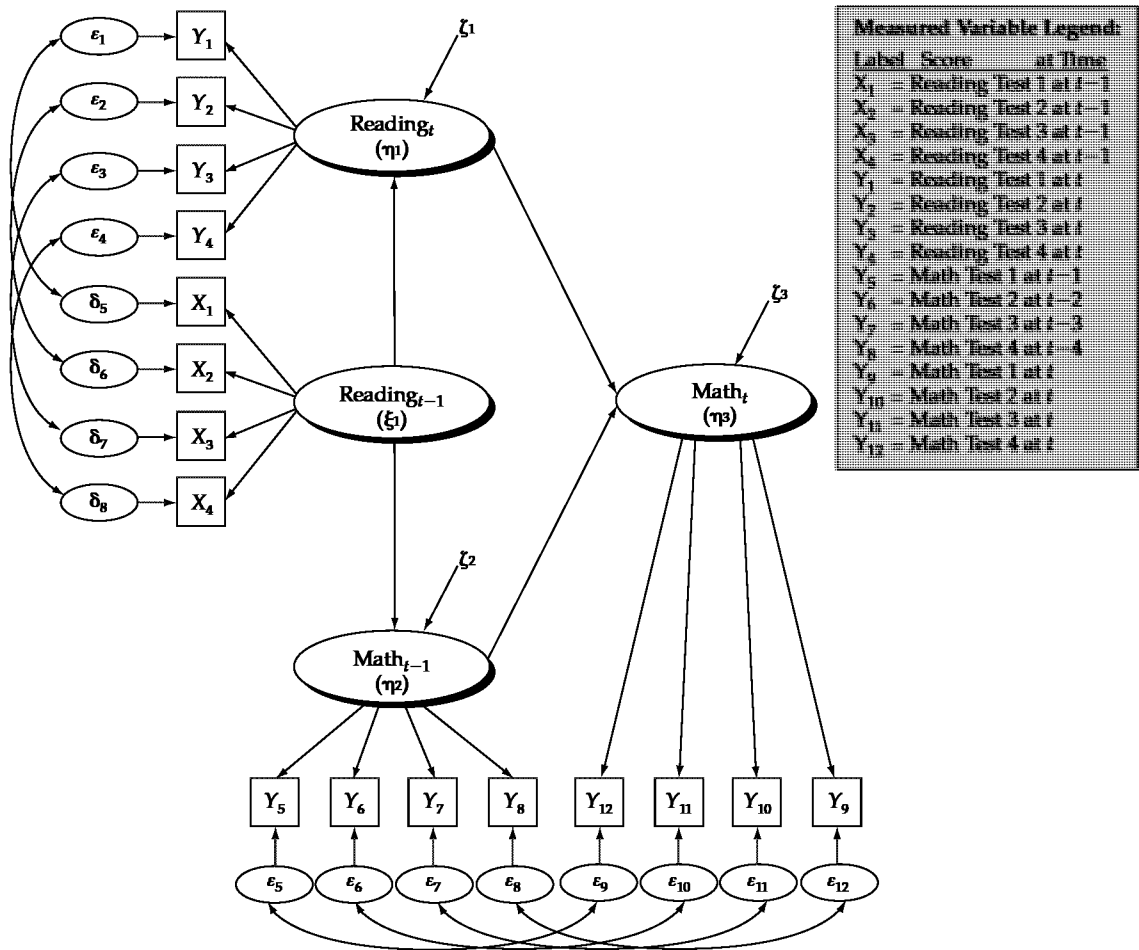 ε1 Y1
ε2 Y2
ε3 Y3
ε4 Y4
δ5 X1
δ6 X2
δ7 X3
δ8 X4
ζ1
Readingt
(η1)
Readingt−1
(ξ1)
ζ2
Matht−1
(η2)
ζ3
Matht
(η3)
Y5 Y6 Y7 Y8 Y12 Y11 Y10 Y9
ε5 ε6 ε7 ε8 ε9 ε10 ε11 ε12
Measured Variable Legend:
Label Score at Time
X1 = Reading Test 1 at t−1
X2 = Reading Test 2 at t−1
X3 = Reading Test 3 at t−1
X4 = Reading Test 4 at t−1
Y1 = Reading Test 1 at t
Y2 = Reading Test 2 at t
Y3 = Reading Test 3 at t
Y4 = Reading Test 4 at t
Y5 = Math Test 1 at t−1
Y6 = Math Test 2 at t−2
Y7 = Math Test 3 at t−3
Y8 = Math Test 4 at t−4
Y9 = Math Test 1 at t
Y10 = Math Test 2 at t
Y11 = Math Test 3 at t
Y12 = Math Test 4 at t